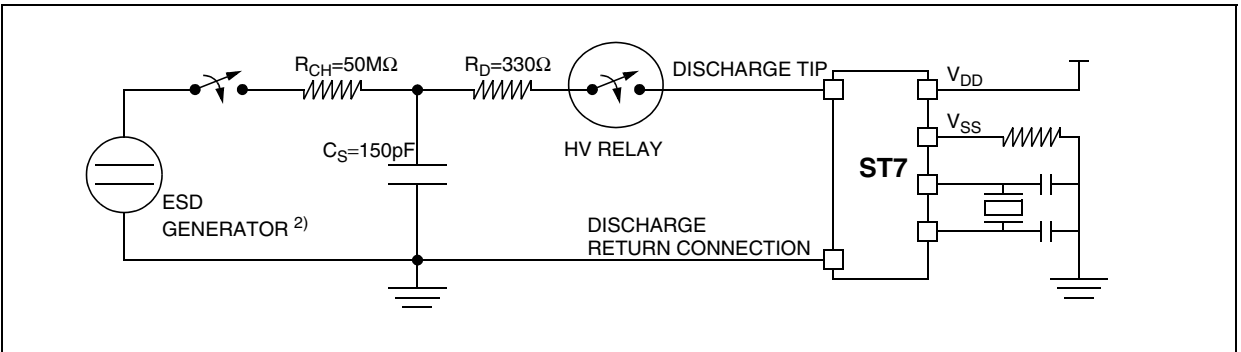 R_CH=50MΩ
R_D=330Ω
DISCHARGE TIP
V_DD
V_SS
C_S=150pF
HV RELAY
ST7
ESD
GENERATOR 2)
DISCHARGE
RETURN CONNECTION